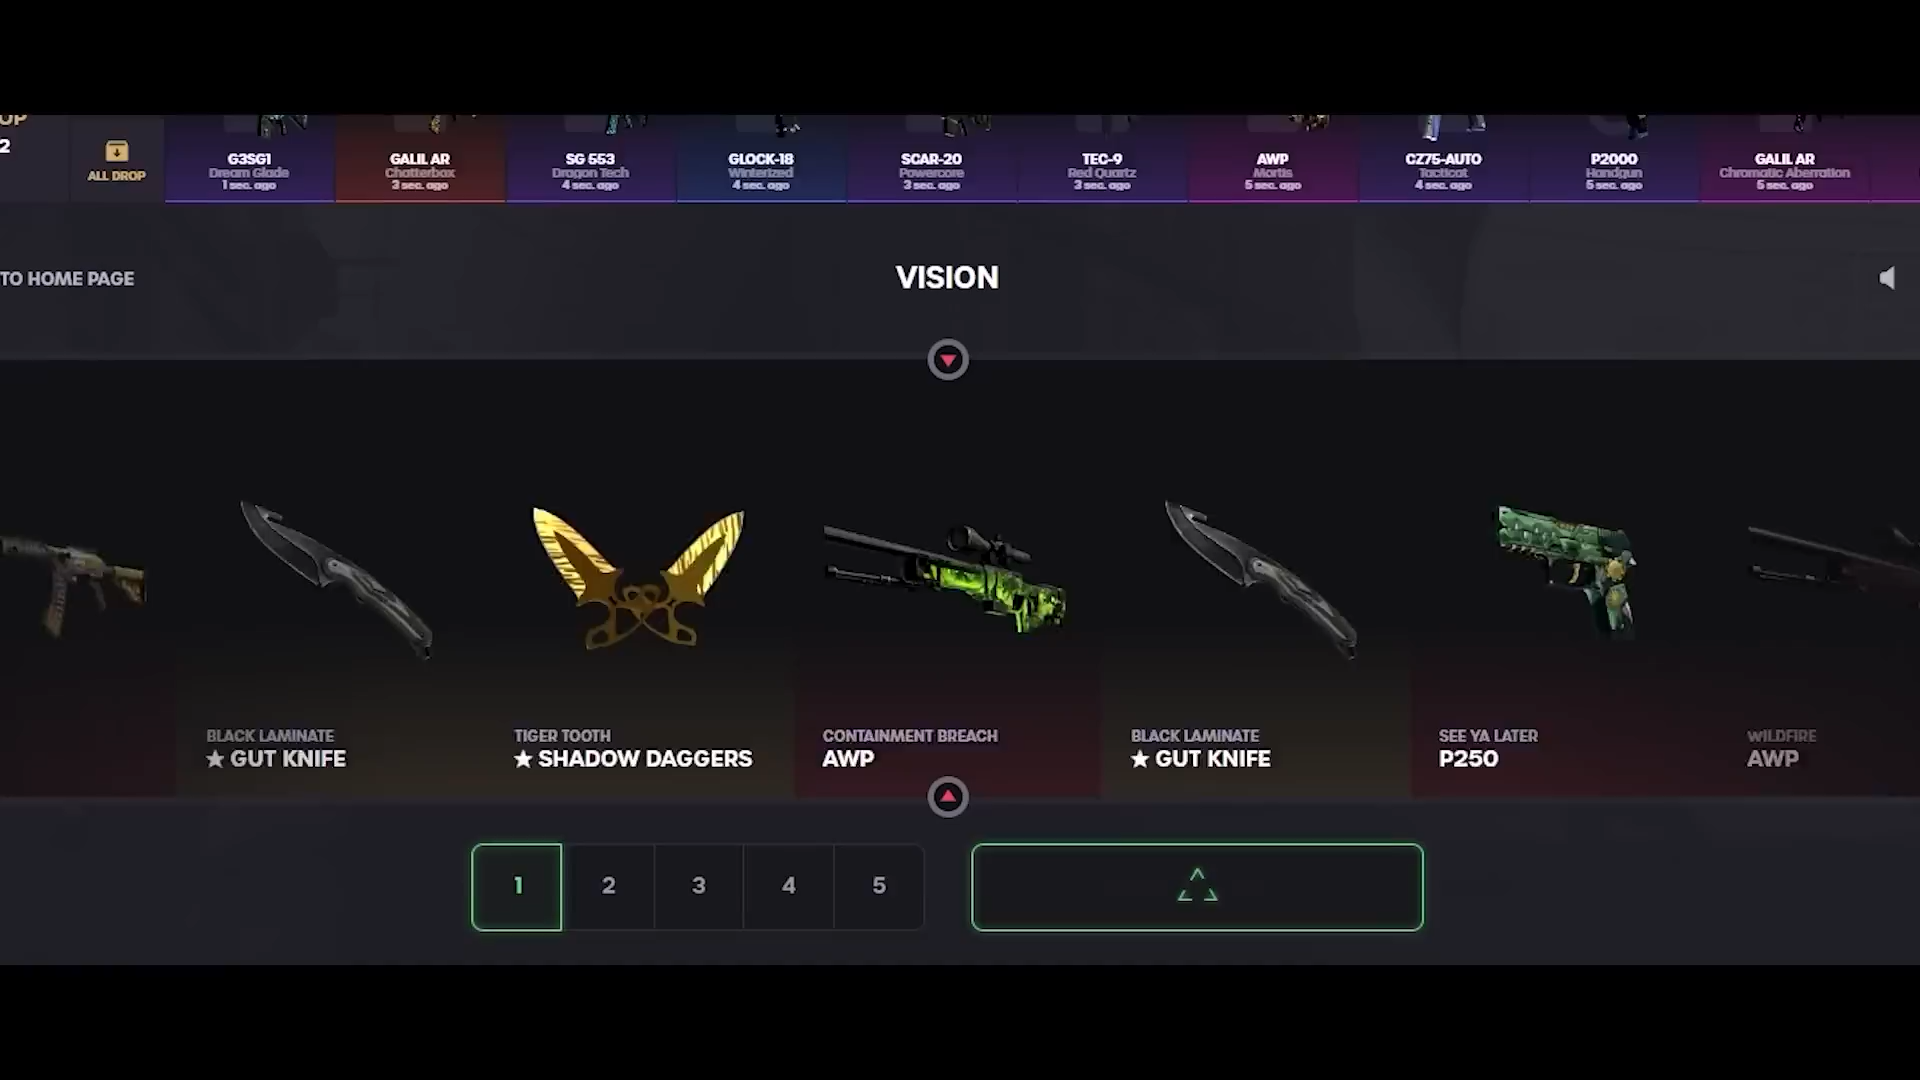 2
ALL DROP
G3SG1
Dream Glade
1 sec. ago
GALIL AR
Chatterbox
3 sec. ago
SG 553
Dragon Tech
4 sec. ago
GLOCK-18
Winterized
4 sec. ago
SCAR-20
Powercore
3 sec. ago
TEC-9
Red Quartz
3 sec. ago
AWP
Mortis
5 sec. ago
CZ75-AUTO
Tacticat
4 sec. ago
P2000
Handgun
5 sec. ago
GALIL AR
Chromatic Aberration
5 sec. ago
TO HOME PAGE
VISION
BLACK LAMINATE
★ GUT KNIFE
TIGER TOOTH
★ SHADOW DAGGERS
CONTAINMENT BREACH
AWP
BLACK LAMINATE
★ GUT KNIFE
SEE YA LATER
P250
WILDFIRE
AWP
1
2
3
4
5